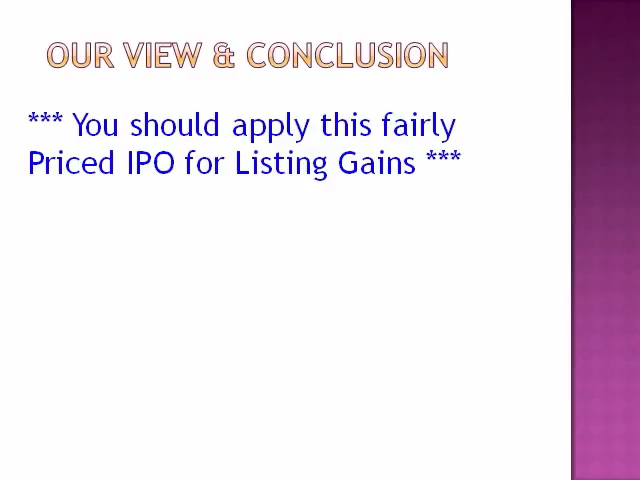 OUR VIEW & CONCLUSION
*** You should apply this fairly
Priced IPO for Listing Gains ***